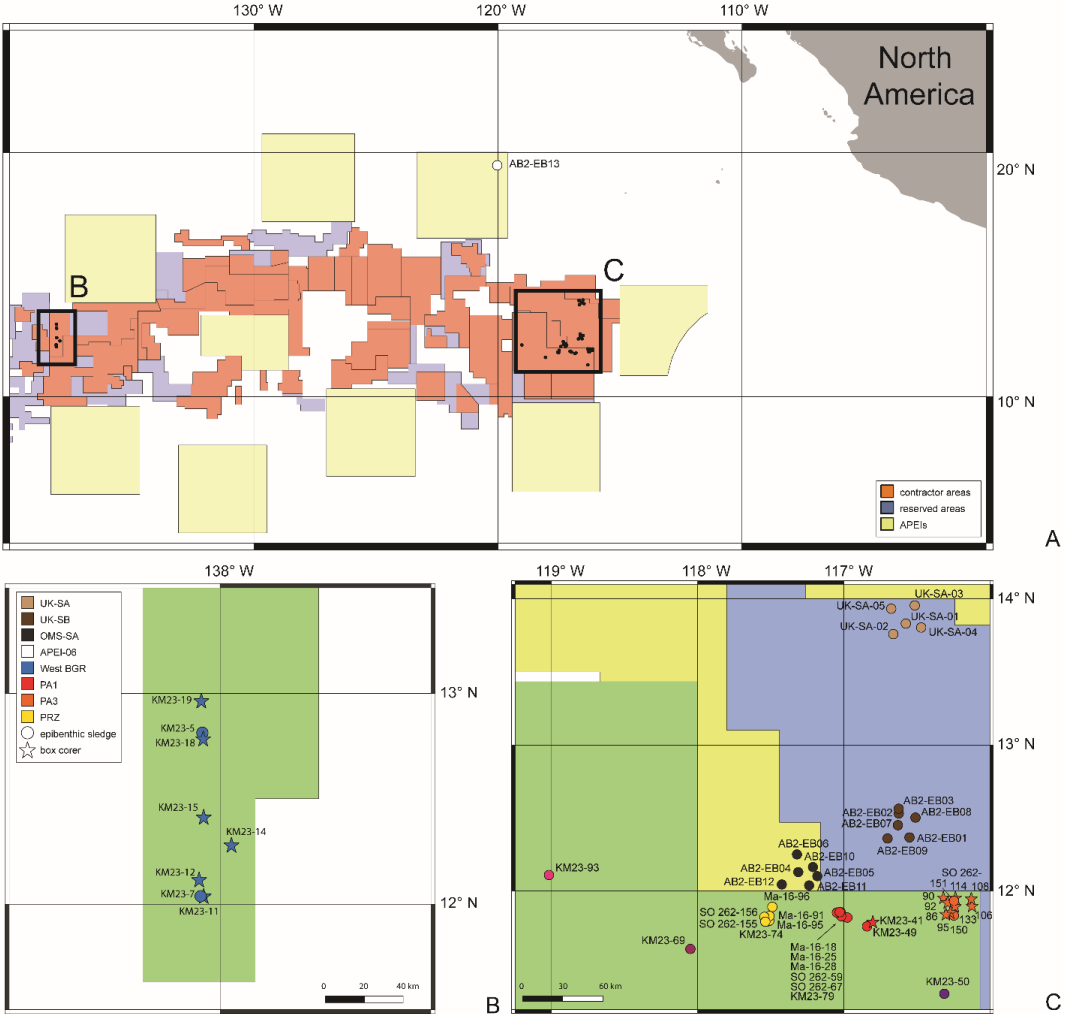 130° W
120° W
110° W
North
America
AB2-EB13
20° N
B
C
10° N
contractor areas
reserved areas
APEIs
A
138° W
UK-SA
UK-SB
OMS-SA
APEI-06
West BGR
PA1
PA3
PRZ
epibenthic sledge
box corer
KM23-19
13° N
KM23-5
KM23-18
KM23-15
KM23-14
KM23-12
KM23-7
12° N
KM23-11
0 20 40 km
B
119° W
118° W
117° W
UK-SA-03
14° N
UK-SA-05
UK-SA-01
UK-SA-02
UK-SA-04
13° N
AB2-EB03
AB2-EB02
AB2-EB08
AB2-EB07
AB2-EB01
AB2-EB09
AB2-EB06
AB2-EB10
AB2-EB04
AB2-EB05
AB2-EB12
AB2-EB11
KM23-93
12° N
SO 262-
151
114
108
90
92
86
133
106
95
150
Ma-16-96
SO 262-156
Ma-16-91
SO 262-155
Ma-16-95
KM23-74
KM23-41
KM23-49
KM23-69
Ma-16-18
Ma-16-25
Ma-16-28
SO 262-59
SO 262-67
KM23-79
KM23-50
0 30 60 km
C